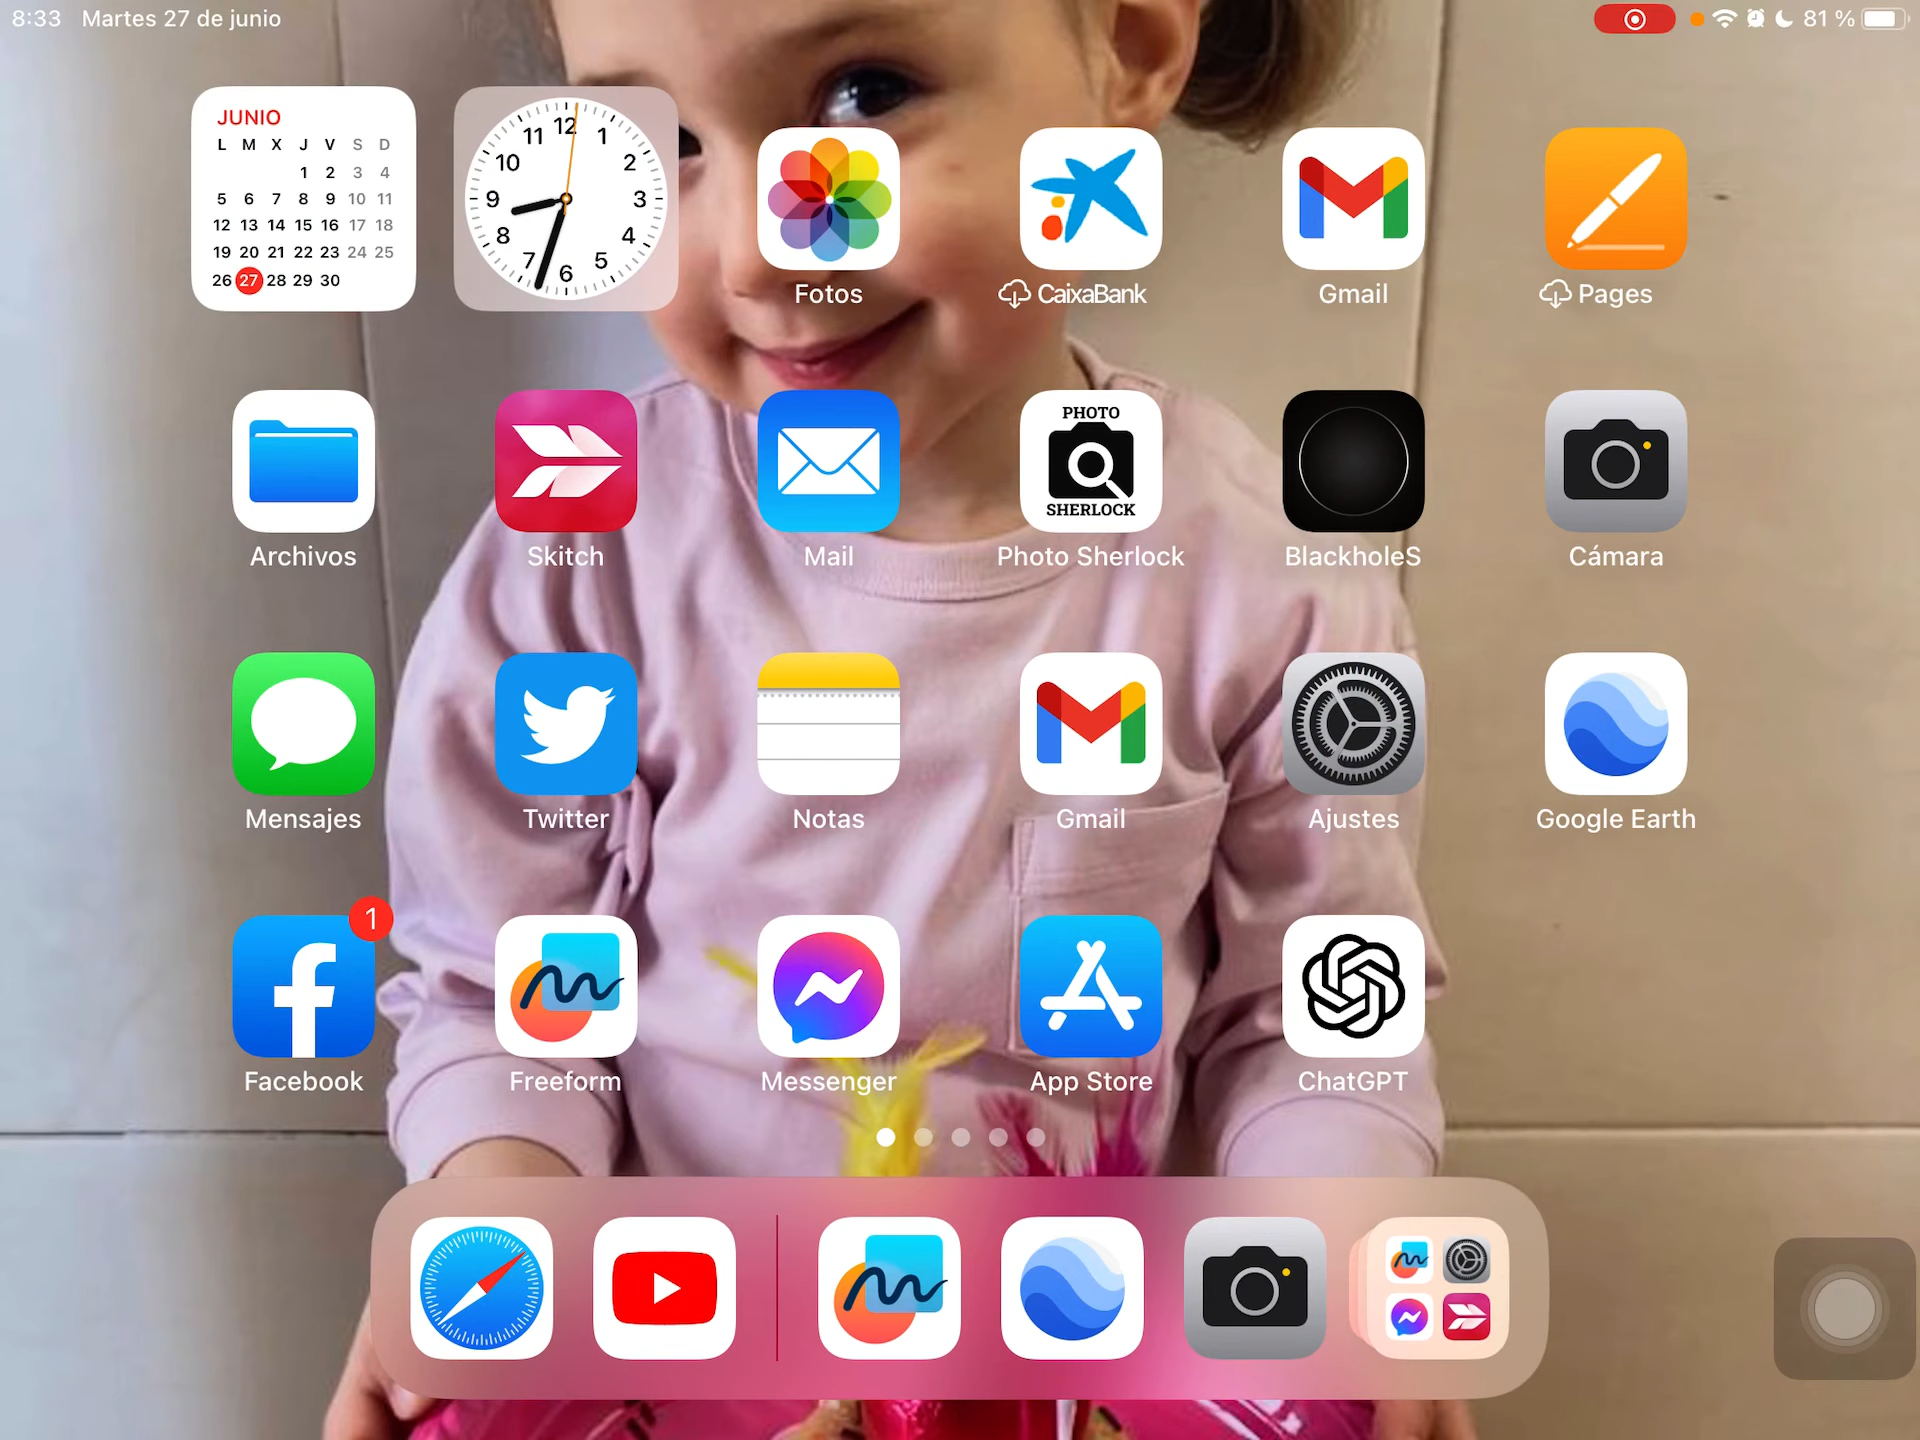 8:33 Martes 27 de junio
81 %
JUNIO
L M X J V S D
1 2 3 4
5 6 7 8 9 10 11
12 13 14 15 16 17 18
19 20 21 22 23 24 25
26 27 28 29 30
12 1 2 3 4 5 6 7 8 9 10 11
Fotos
CaixaBank
Gmail
Pages
PHOTO
SHERLOCK
Archivos
Skitch
Mail
Photo Sherlock
BlackholeS
Cámara
Mensajes
Twitter
Notas
Gmail
Ajustes
Google Earth
1
Facebook
Freeform
Messenger
App Store
ChatGPT